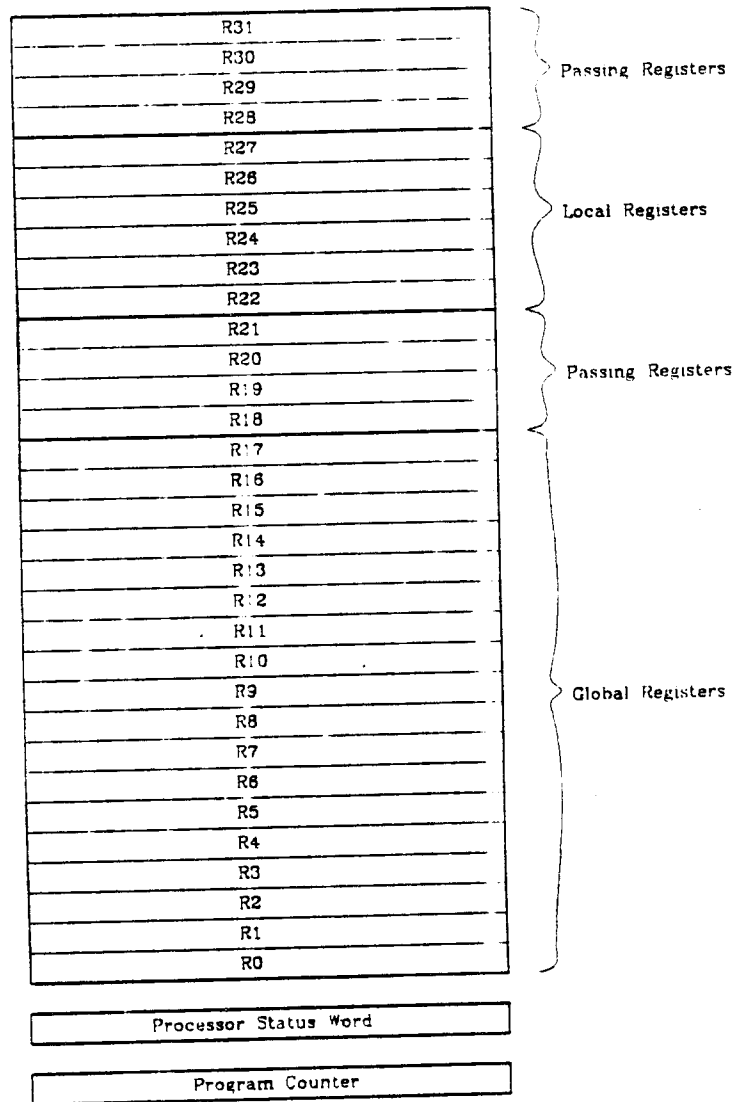 R31
R30
Passing Registers
R29
R28
R27
R26
R25
Local Registers
R24
R23
R22
R21
R20
Passing Registers
R19
R18
R17
R16
R15
R14
R13
R12
R11
R10
R9
Global Registers
R8
R7
R6
R5
R4
R3
R2
R1
R0
Processor Status Word
Program Counter